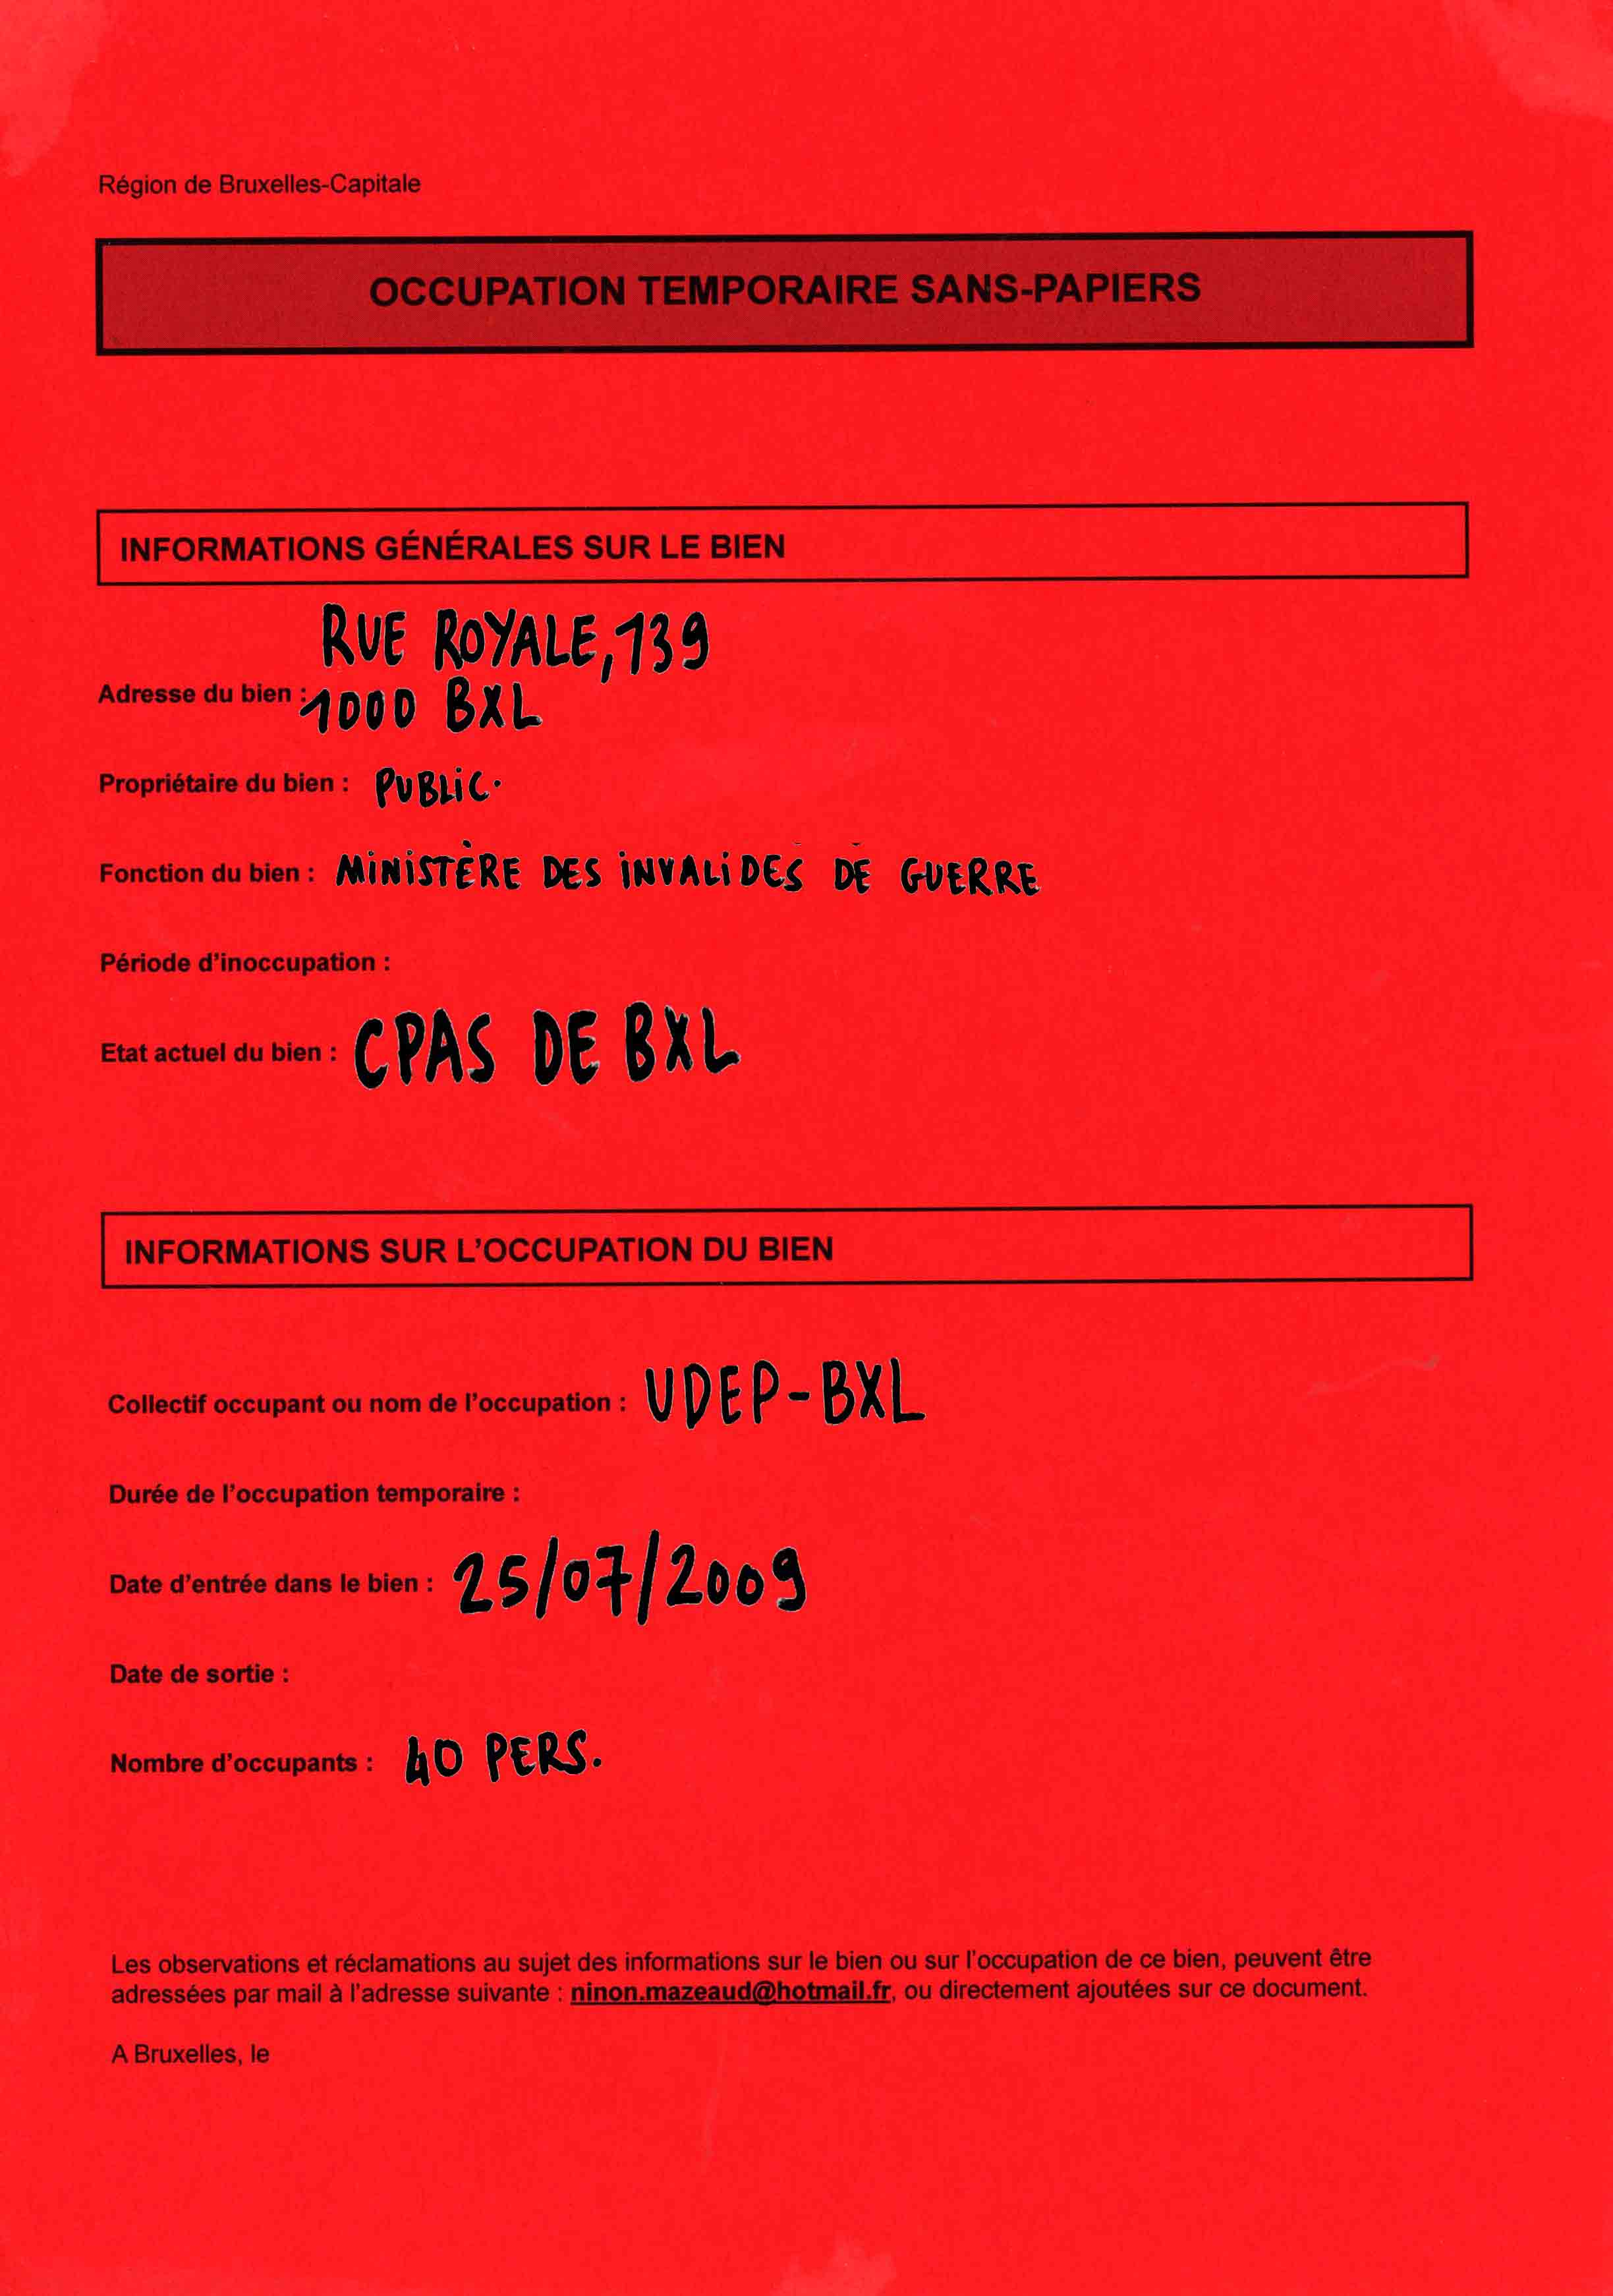 Région de Bruxelles-Capitale
OCCUPATION TEMPORAIRE SANS-PAPIERS
INFORMATIONS GÉNÉRALES SUR LE BIEN
RUE ROYALE, 139
Adresse du bien : 1000 BXL
Propriétaire du bien : PUBLIC.
Fonction du bien : MINISTÈRE DES INVALIDES DE GUERRE
Période d'inoccupation :
Etat actuel du bien : CPAS DE BXL
INFORMATIONS SUR L'OCCUPATION DU BIEN
Collectif occupant ou nom de l'occupation : UDEP-BXL
Durée de l'occupation temporaire :
Date d'entrée dans le bien : 25/07/2009
Date de sortie :
Nombre d'occupants : 40 PERS.
Les observations et réclamations au sujet des informations sur le bien ou sur l'occupation de ce bien, peuvent être
adressées par mail à l'adresse suivante : ninon.mazeaud@hotmail.fr, ou directement ajoutées sur ce document.
A Bruxelles, le